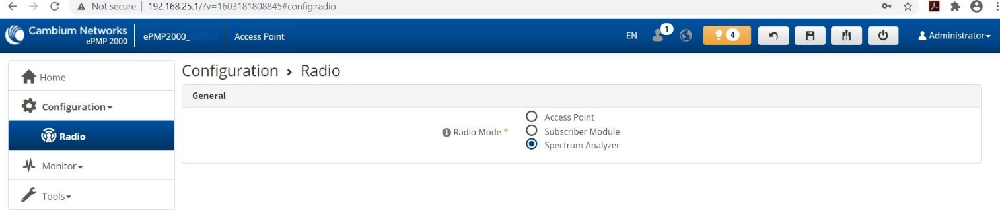 Not secure | 192.168.25.1/?v=1603181808845#config:radio
Cambium Networks
ePMP 2000
ePMP2000_
Access Point
EN
1
4
Administrator
Home
Configuration
Radio
Monitor
Tools
Configuration › Radio
General
Radio Mode *
Access Point
Subscriber Module
Spectrum Analyzer